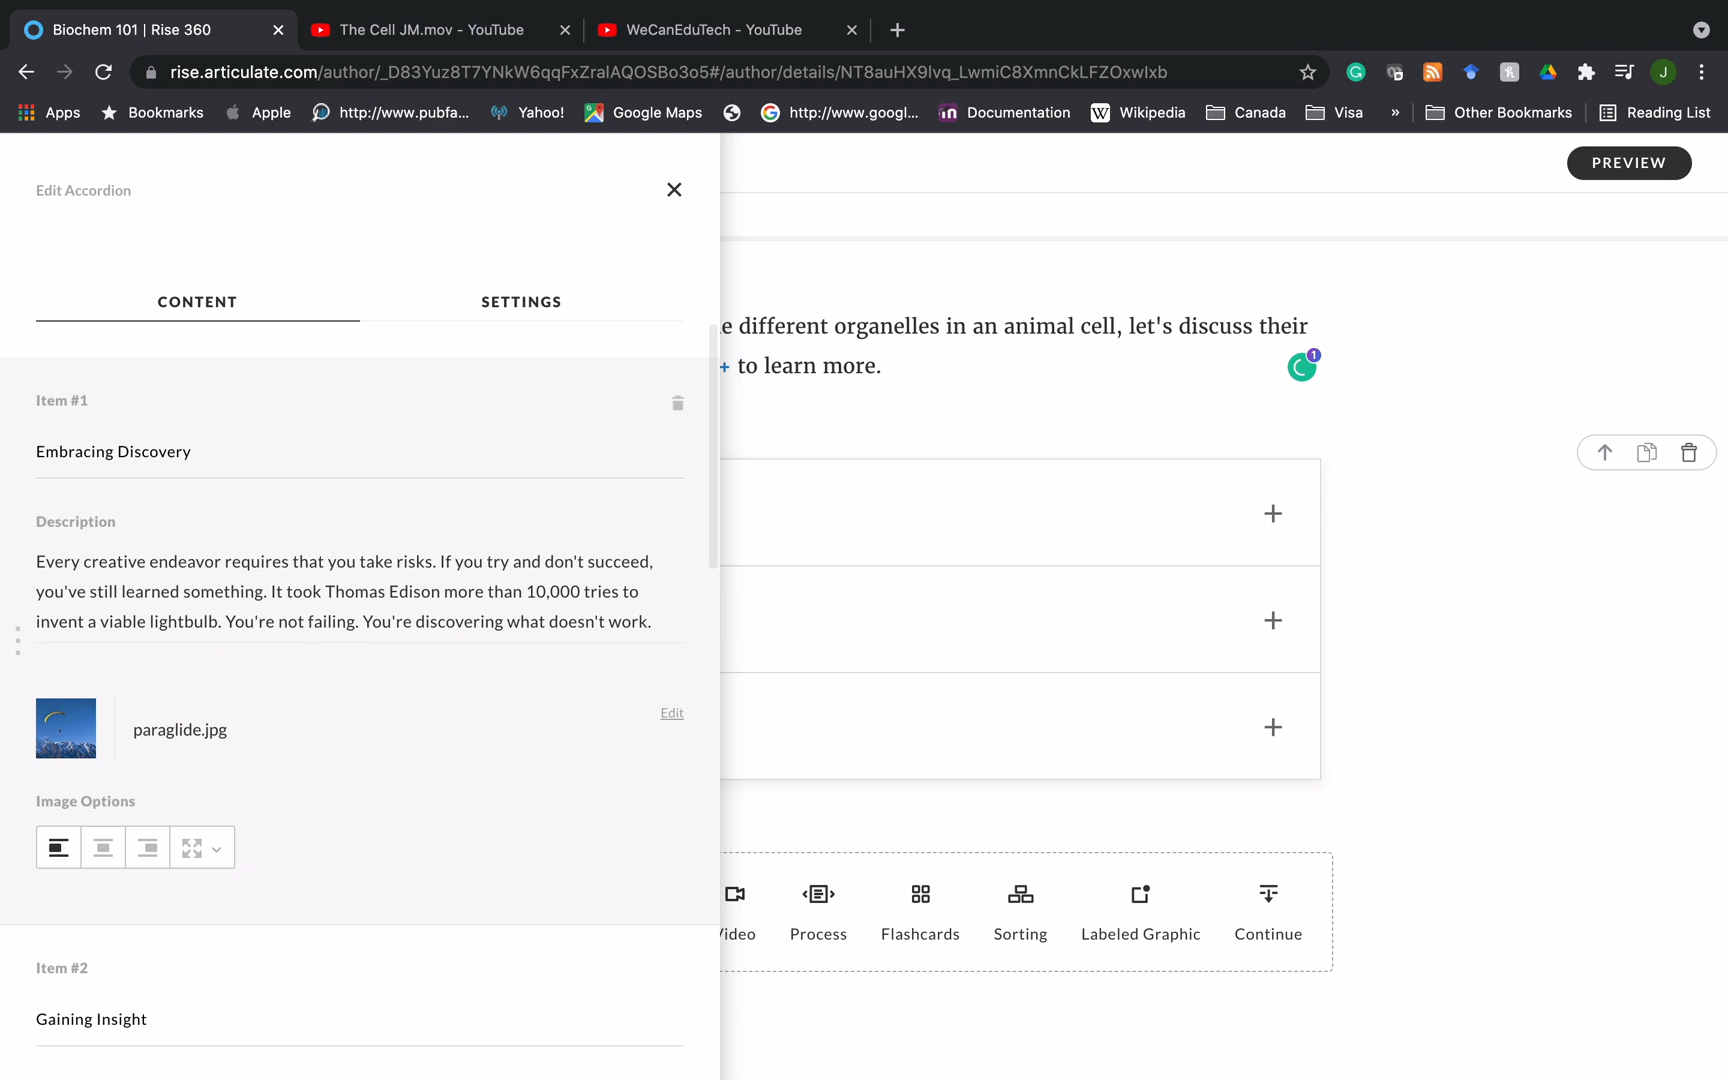 Biochem 101 | Rise 360
The Cell JM.mov - YouTube
WeCanEduTech - YouTube
rise.articulate.com/author/_D83Yuz8T7YNkW6qqFxZralAQOSBo3o5#/author/details/NT8auHX9lvq_LwmiC8XmnCkLFZOxwIxb
J
Apps
Bookmarks
Apple
http://www.pubfa...
Yahoo!
Google Maps
http://www.googl...
Documentation
Wikipedia
Canada
Visa
»
Other Bookmarks
Reading List
PREVIEW
Edit Accordion
CONTENT
SETTINGS
e different organelles in an animal cell, let's discuss their
+ to learn more.
1
Item #1
Embracing Discovery
Description
Every creative endeavor requires that you take risks. If you try and don't succeed,
you've still learned something. It took Thomas Edison more than 10,000 tries to
invent a viable lightbulb. You're not failing. You're discovering what doesn't work.
paraglide.jpg
Edit
Image Options
Video
Process
Flashcards
Sorting
Labeled Graphic
Continue
Item #2
Gaining Insight